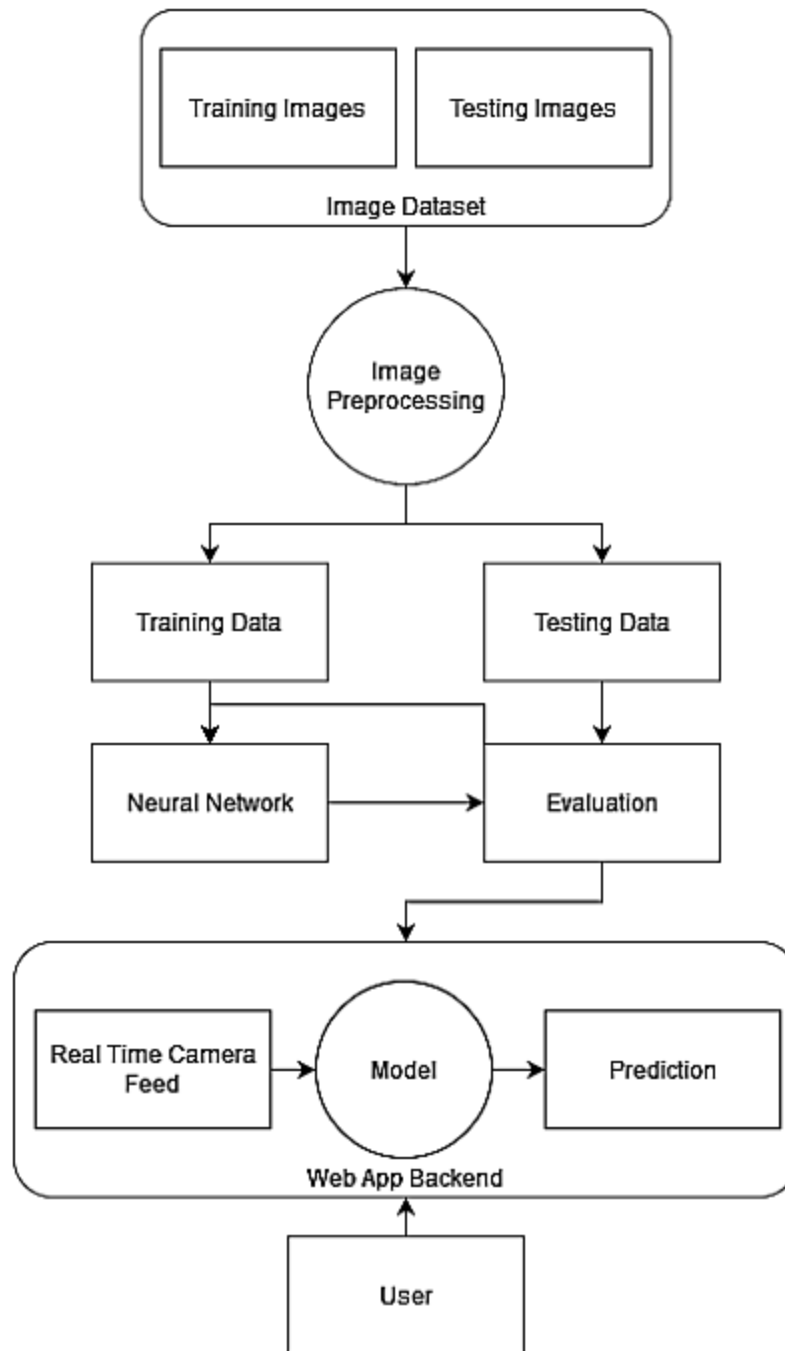 Training Images
Testing Images
Image Dataset
Image
Preprocessing
Training Data
Testing Data
Neural Network
Evaluation
Real Time Camera
Feed
Model
Prediction
Web App Backend
User